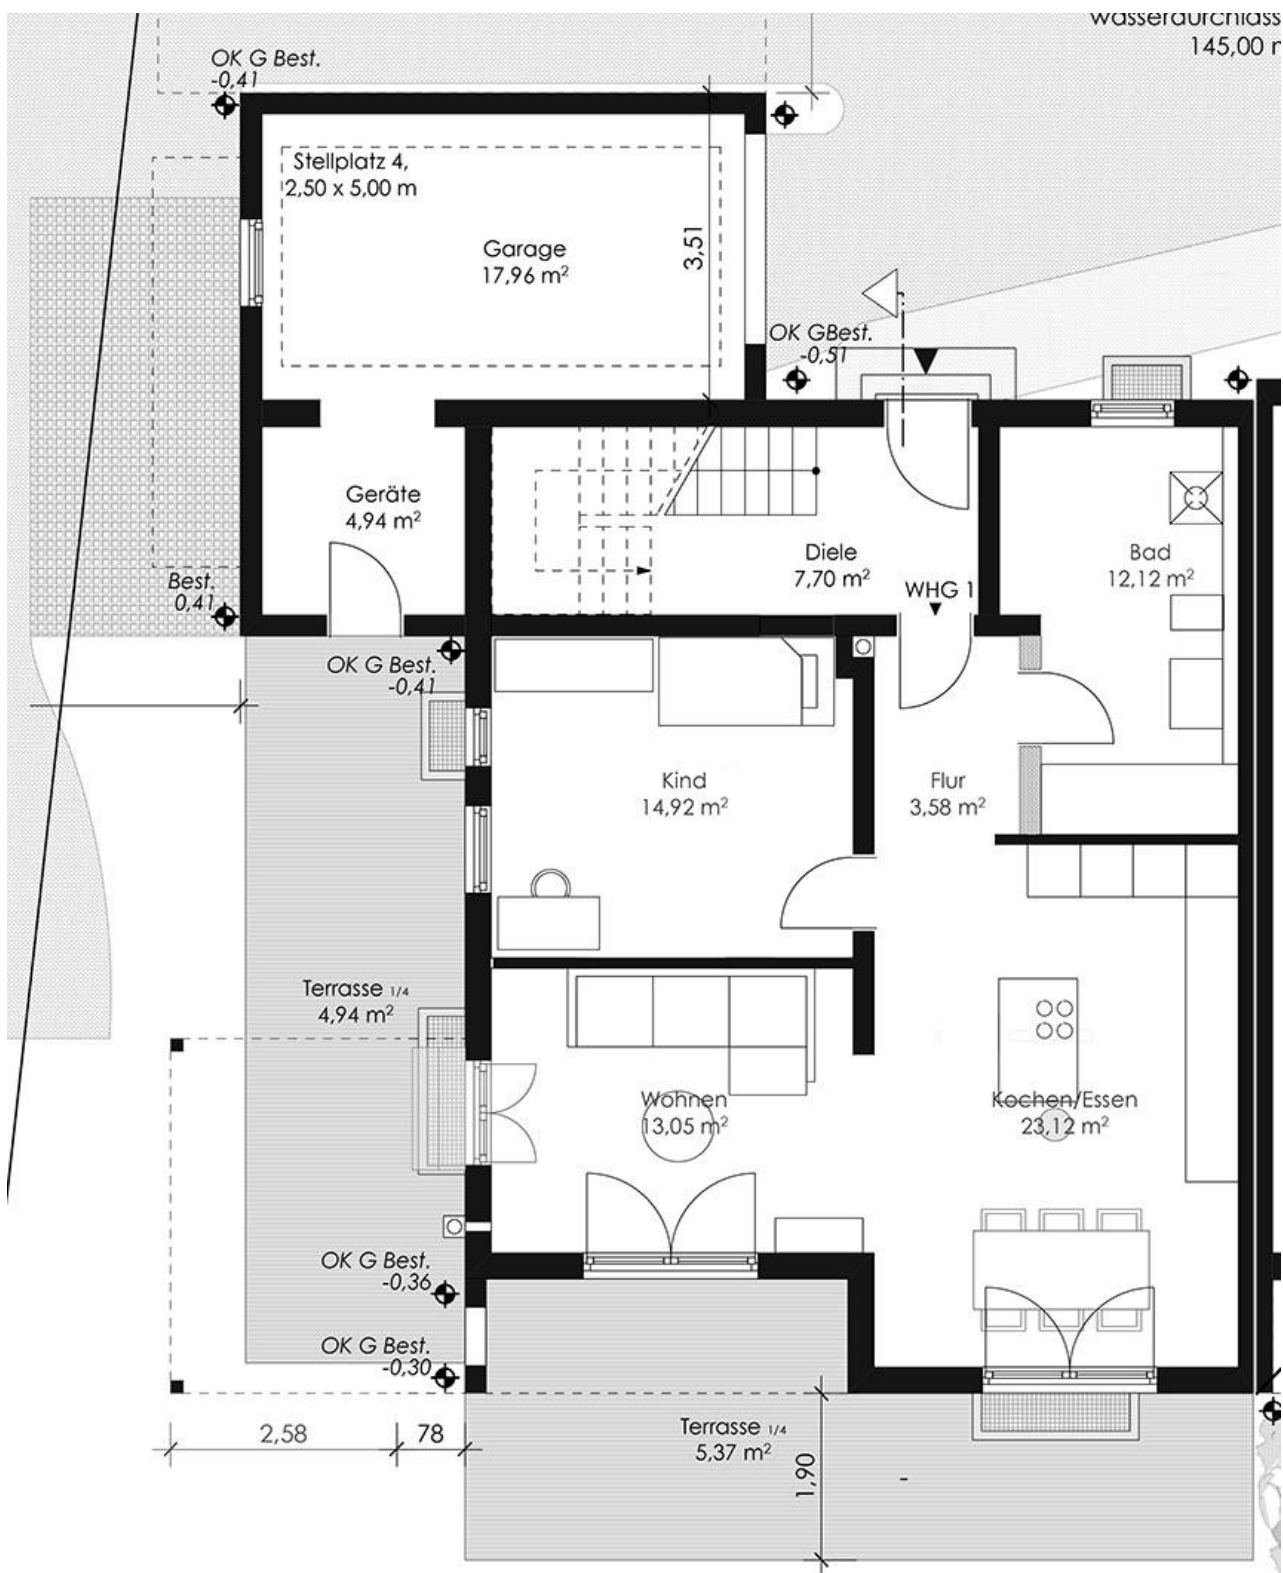 wasserdurchläss
145,00 m
OK G Best.
-0,41
Stellplatz 4,
2,50 x 5,00 m
Garage
17,96 m²
3,51
OK GBest.
-0,51
Geräte
4,94 m²
Diele
7,70 m²
WHG 1
Bad
12,12 m²
Best.
0,41
OK G Best.
-0,41
Kind
14,92 m²
Flur
3,58 m²
Terrasse 1/4
4,94 m²
Wohnen
13,05 m²
Kochen/Essen
23,12 m²
OK G Best.
-0,36
OK G Best.
-0,30
2,58
78
Terrasse 1/4
5,37 m²
1,90